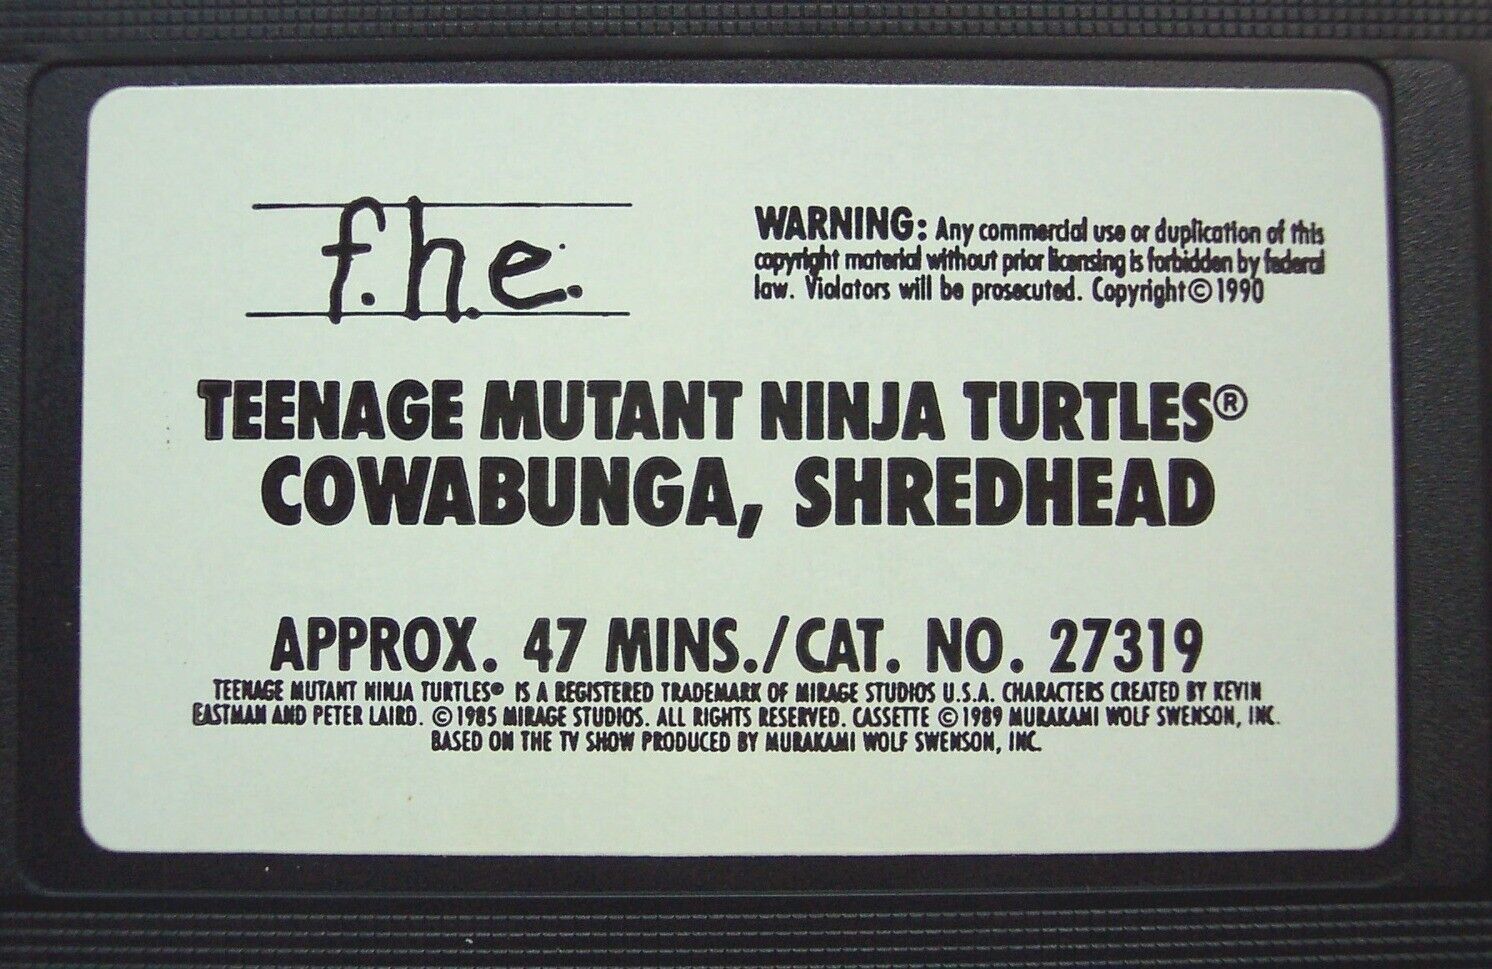 f.h.e.
WARNING: Any commercial use or duplication of this
copyright material without prior licensing is forbidden by federal
law. Violators will be prosecuted. Copyright © 1990
TEENAGE MUTANT NINJA TURTLES®
COWABUNGA, SHREDHEAD
APPROX. 47 MINS./CAT. NO. 27319
TEENAGE MUTANT NINJA TURTLES® IS A REGISTERED TRADEMARK OF MIRAGE STUDIOS U.S.A. CHARACTERS CREATED BY KEVIN
EASTMAN AND PETER LAIRD. © 1985 MIRAGE STUDIOS. ALL RIGHTS RESERVED. CASSETTE © 1989 MURAKAMI WOLF SWENSON, INC.
BASED ON THE TV SHOW PRODUCED BY MURAKAMI WOLF SWENSON, INC.